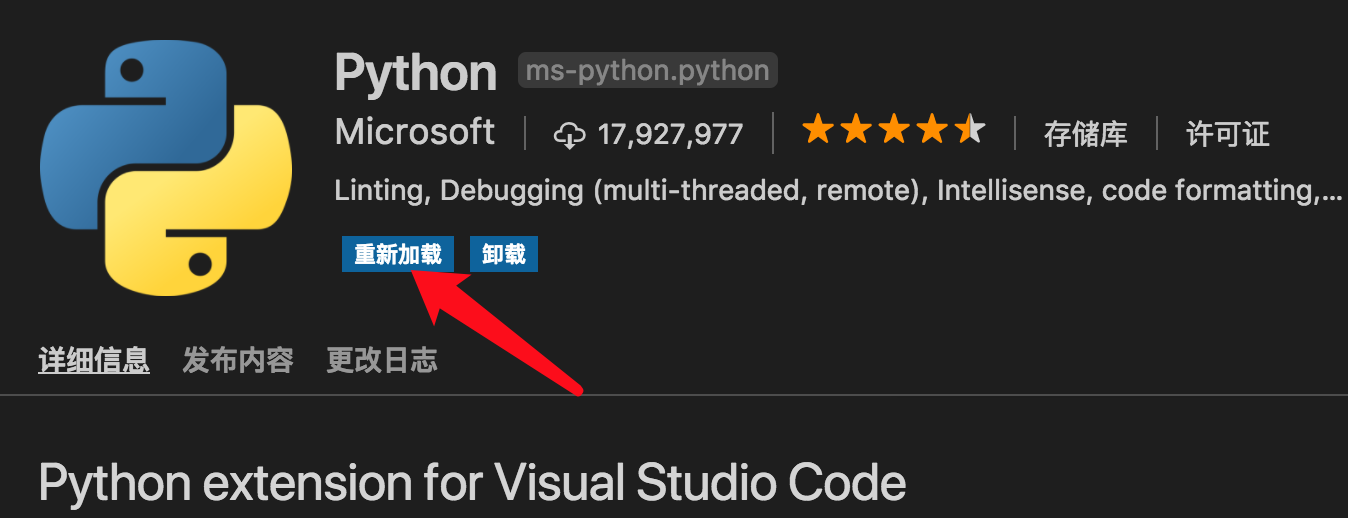 Python ms-python.python
Microsoft 17,927,977 存储库 许可证
Linting, Debugging (multi-threaded, remote), Intellisense, code formatting,...
重新加载 卸载
详细信息 发布内容 更改日志
Python extension for Visual Studio Code